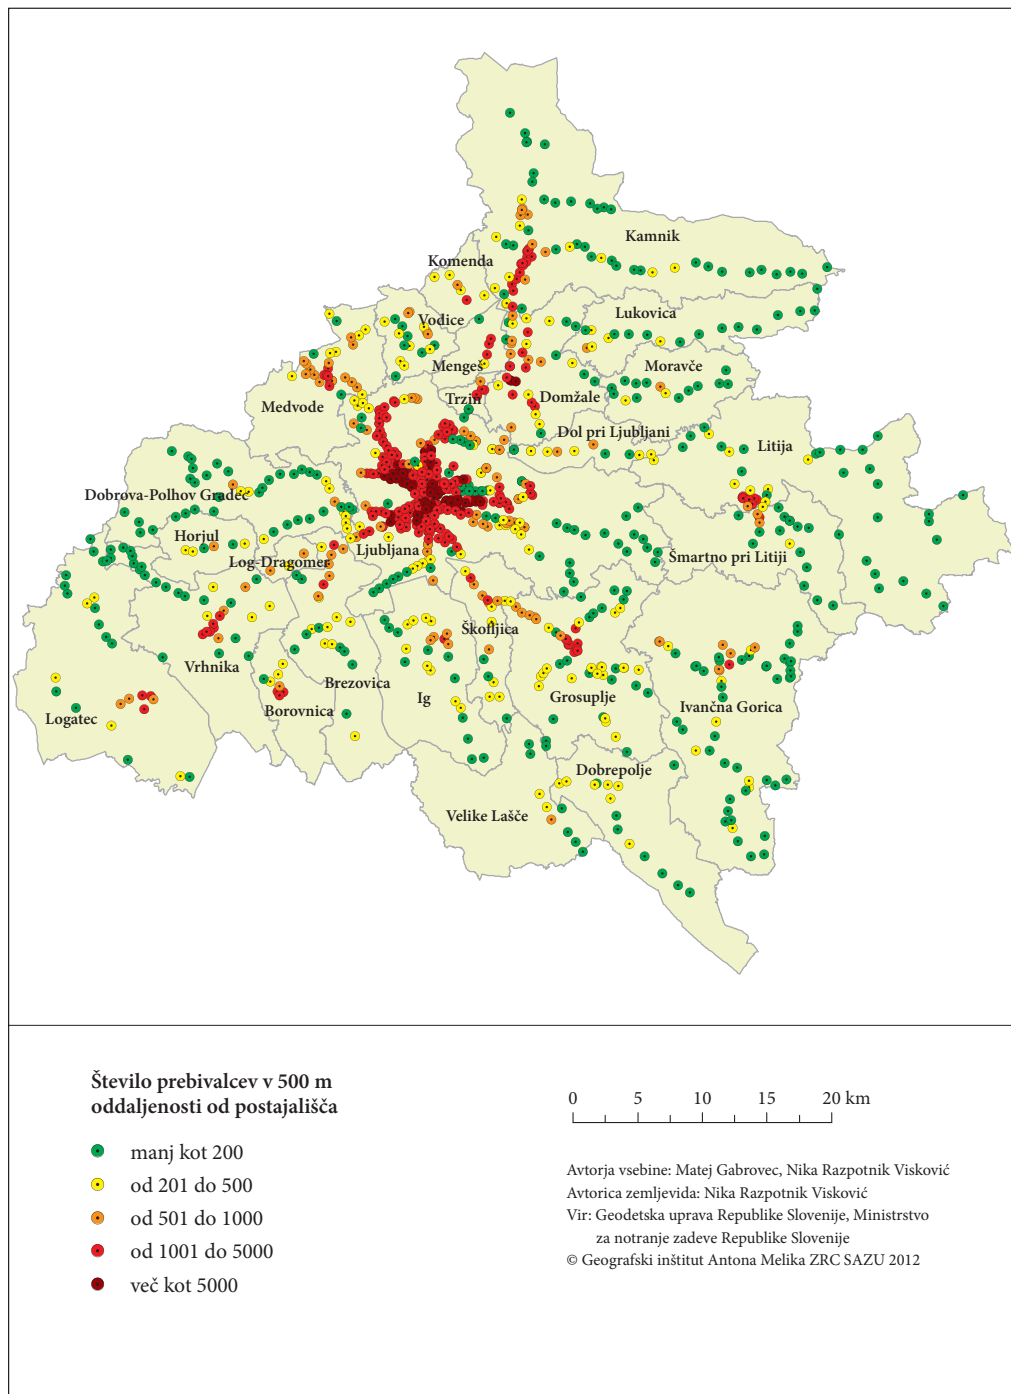 Kamnik
Komenda
Lukovica
Vodice
Mengeš
Moravče
Trzin
Domžale
Medvode
Dol pri Ljubljani
Litija
Dobrova-Polhov Gradec
Horjul
Ljubljana
Log-Dragomer
Šmartno pri Litiji
Škofljica
Vrhnika
Brezovica
Ig
Grosuplje
Ivančna Gorica
Borovnica
Logatec
Dobrepolje
Velike Lašče
Število prebivalcev v 500 m
oddaljenosti od postajališča
manj kot 200
od 201 do 500
od 501 do 1000
od 1001 do 5000
več kot 5000
0 5 10 15 20 km
Avtorja vsebine: Matej Gabrovec, Nika Razpotnik Visković
Avtorica zemljevida: Nika Razpotnik Visković
Vir: Geodetska uprava Republike Slovenije, Ministrstvo
za notranje zadeve Republike Slovenije
© Geografski inštitut Antona Melika ZRC SAZU 2012